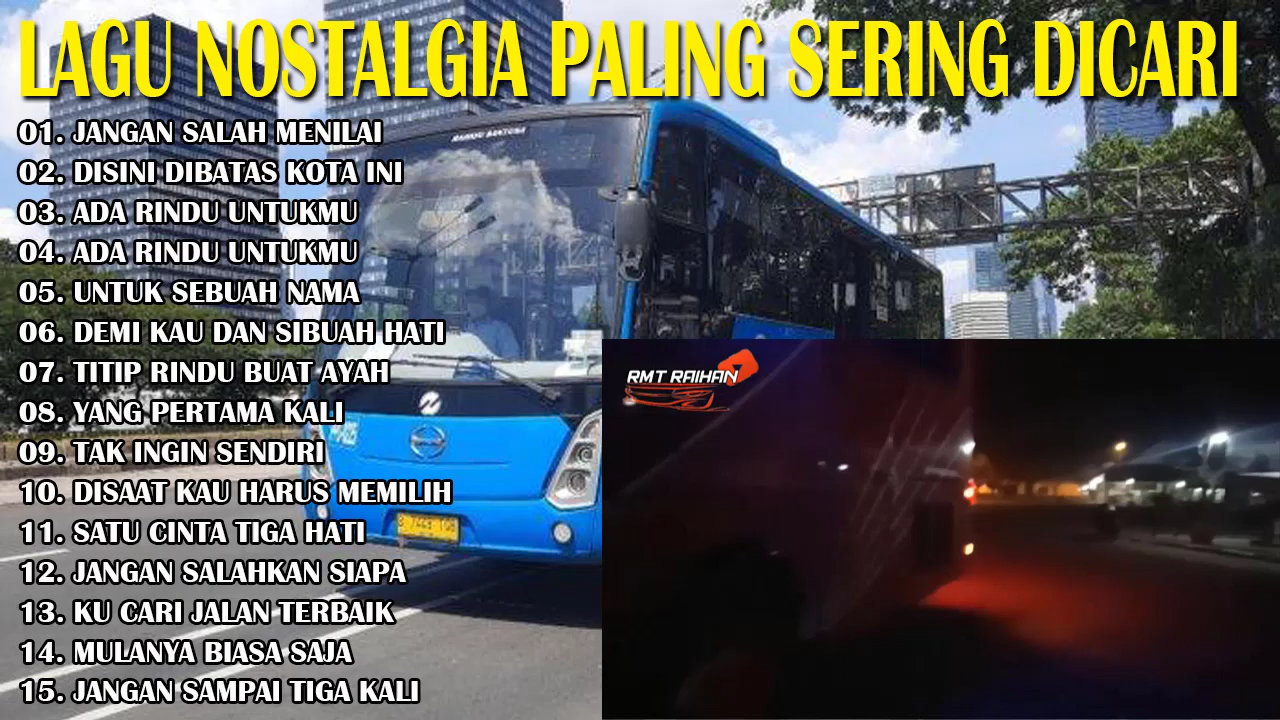 LAGU NOSTALGIA PALING SERING DICARI
01. JANGAN SALAH MENILAI
02. DISINI DIBATAS KOTA INI
03. ADA RINDU UNTUKMU
04. ADA RINDU UNTUKMU
05. UNTUK SEBUAH NAMA
06. DEMI KAU DAN SIBUAH HATI
07. TITIP RINDU BUAT AYAH
08. YANG PERTAMA KALI
09. TAK INGIN SENDIRI
10. DISAAT KAU HARUS MEMILIH
11. SATU CINTA TIGA HATI
12. JANGAN SALAHKAN SIAPA
13. KU CARI JALAN TERBAIK
14. MULANYA BIASA SAJA
15. JANGAN SAMPAI TIGA KALI
RMT RAIHAN